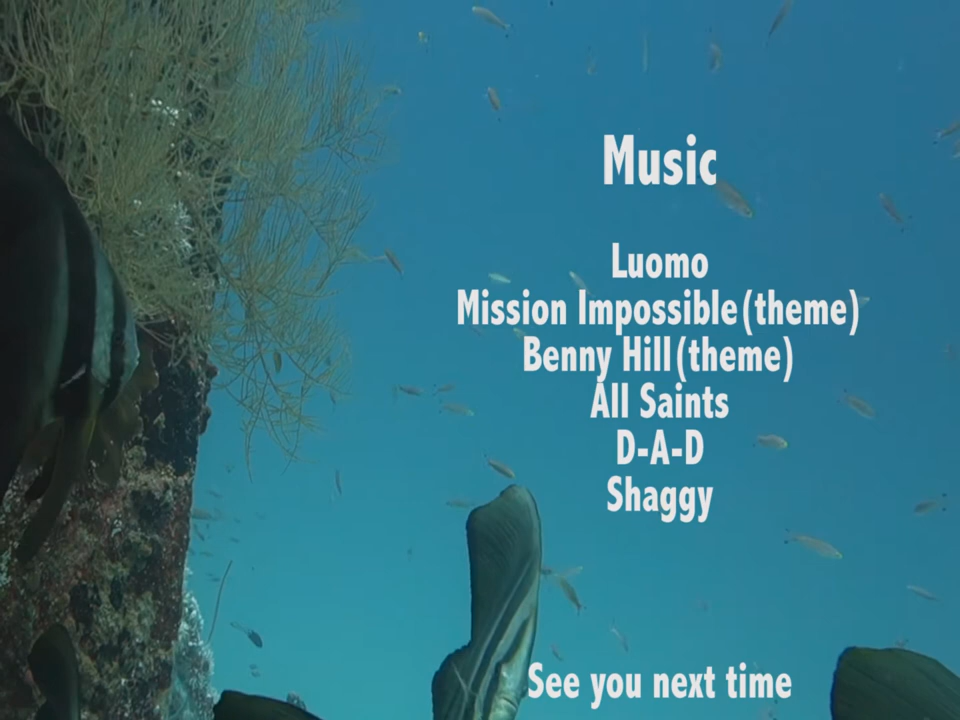 Music
Luomo
Mission Impossible(theme)
Benny Hill(theme)
All Saints
D-A-D
Shaggy
See you next time